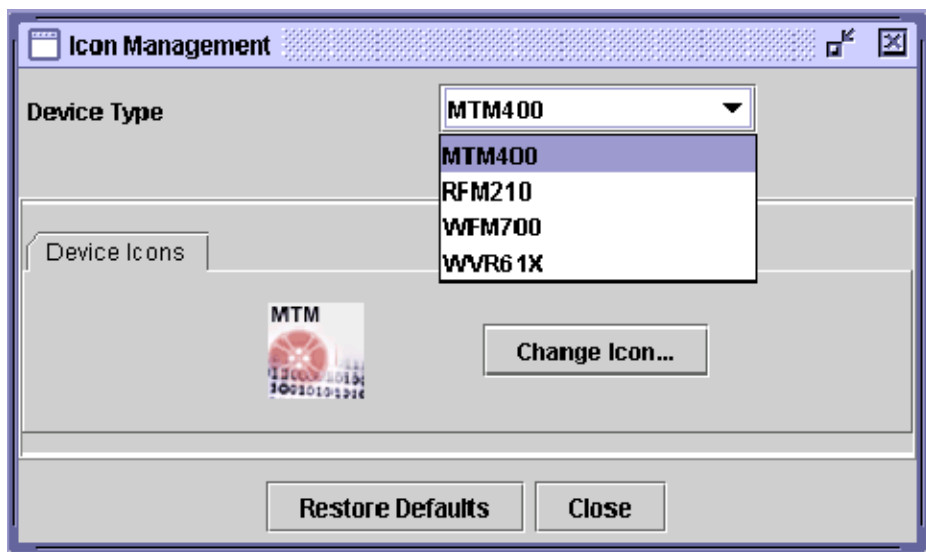 Icon Management
Device Type
MTM400
MTM400
RFM210
WFM700
WVR61X
Device Icons
MTM
Change Icon...
Restore Defaults
Close